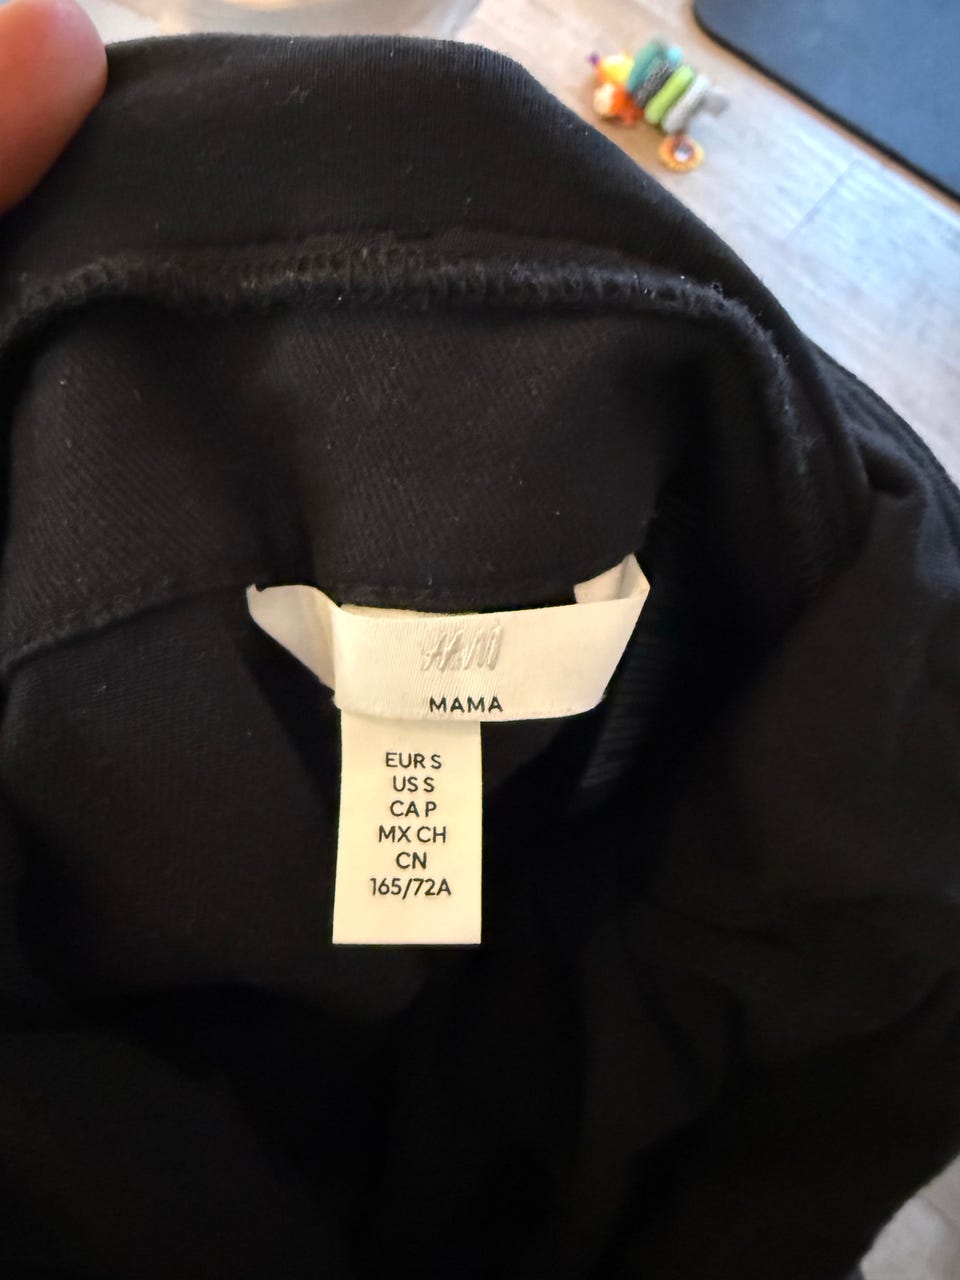 H&M
MAMA
EUR S
US S
CA P
MX CH
CN
165/72A